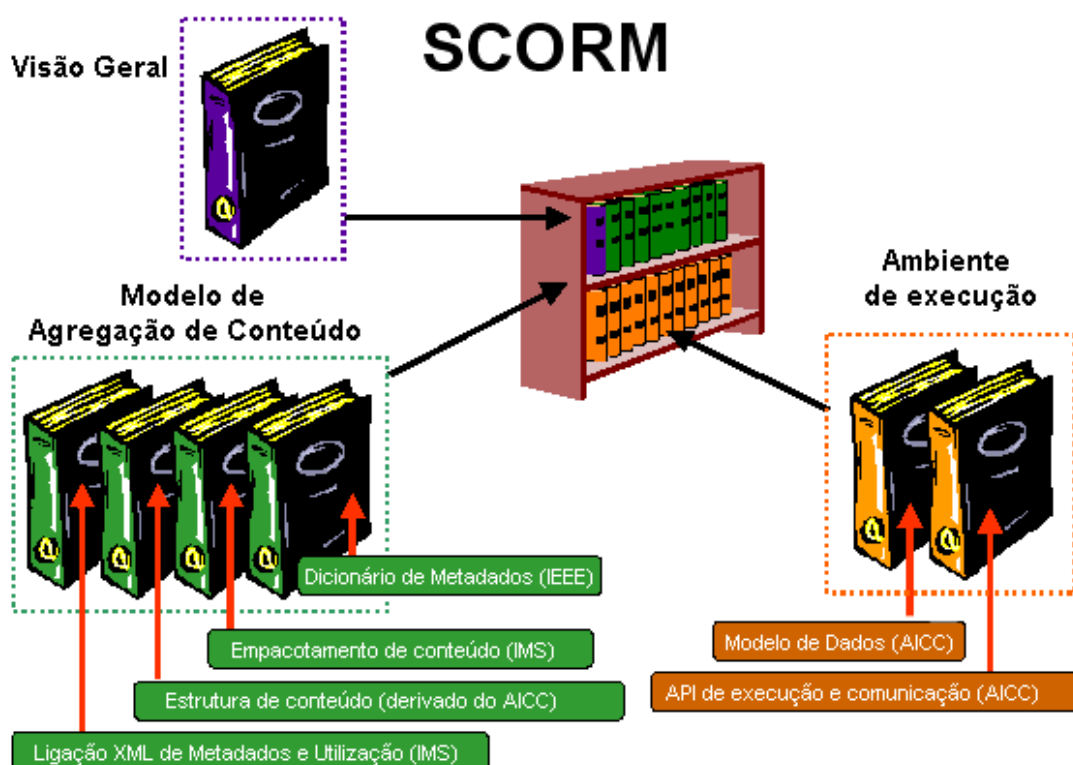 SCORM
Visão Geral
Modelo de
Agregação de Conteúdo
Ambiente
de execução
Dicionário de Metadados (IEEE)
Empacotamento de conteúdo (IMS)
Estrutura de conteúdo (derivado do AICC)
Ligação XML de Metadados e Utilização (IMS)
Modelo de Dados (AICC)
API de execução e comunicação (AICC)